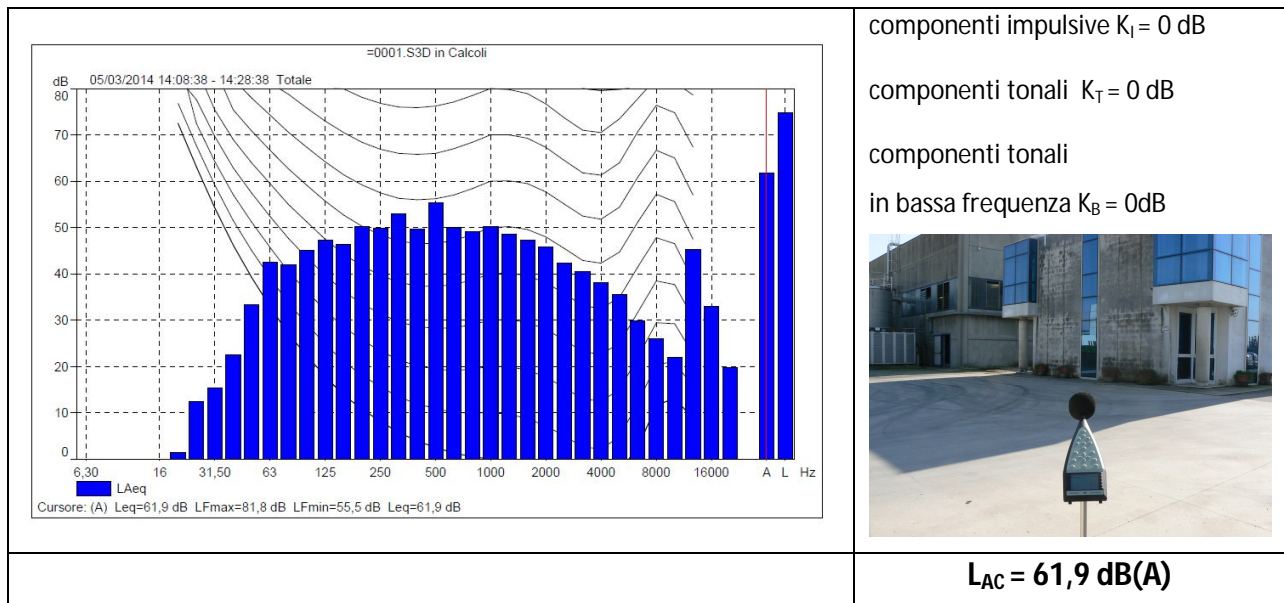 =0001.S3D in Calcoli
dB 05/03/2014 14:08:38 - 14:28:38 Totale
80
70
60
50
40
30
20
10
0
6,30 16 31,50 63 125 250 500 1000 2000 4000 8000 16000 A L Hz
LAeq
Cursore: (A) Leq=61,9 dB LFmax=81,8 dB LFmin=55,5 dB Leq=61,9 dB
componenti impulsive KI = 0 dB
componenti tonali KT = 0 dB
componenti tonali
in bassa frequenza KB = 0dB
LAC = 61,9 dB(A)